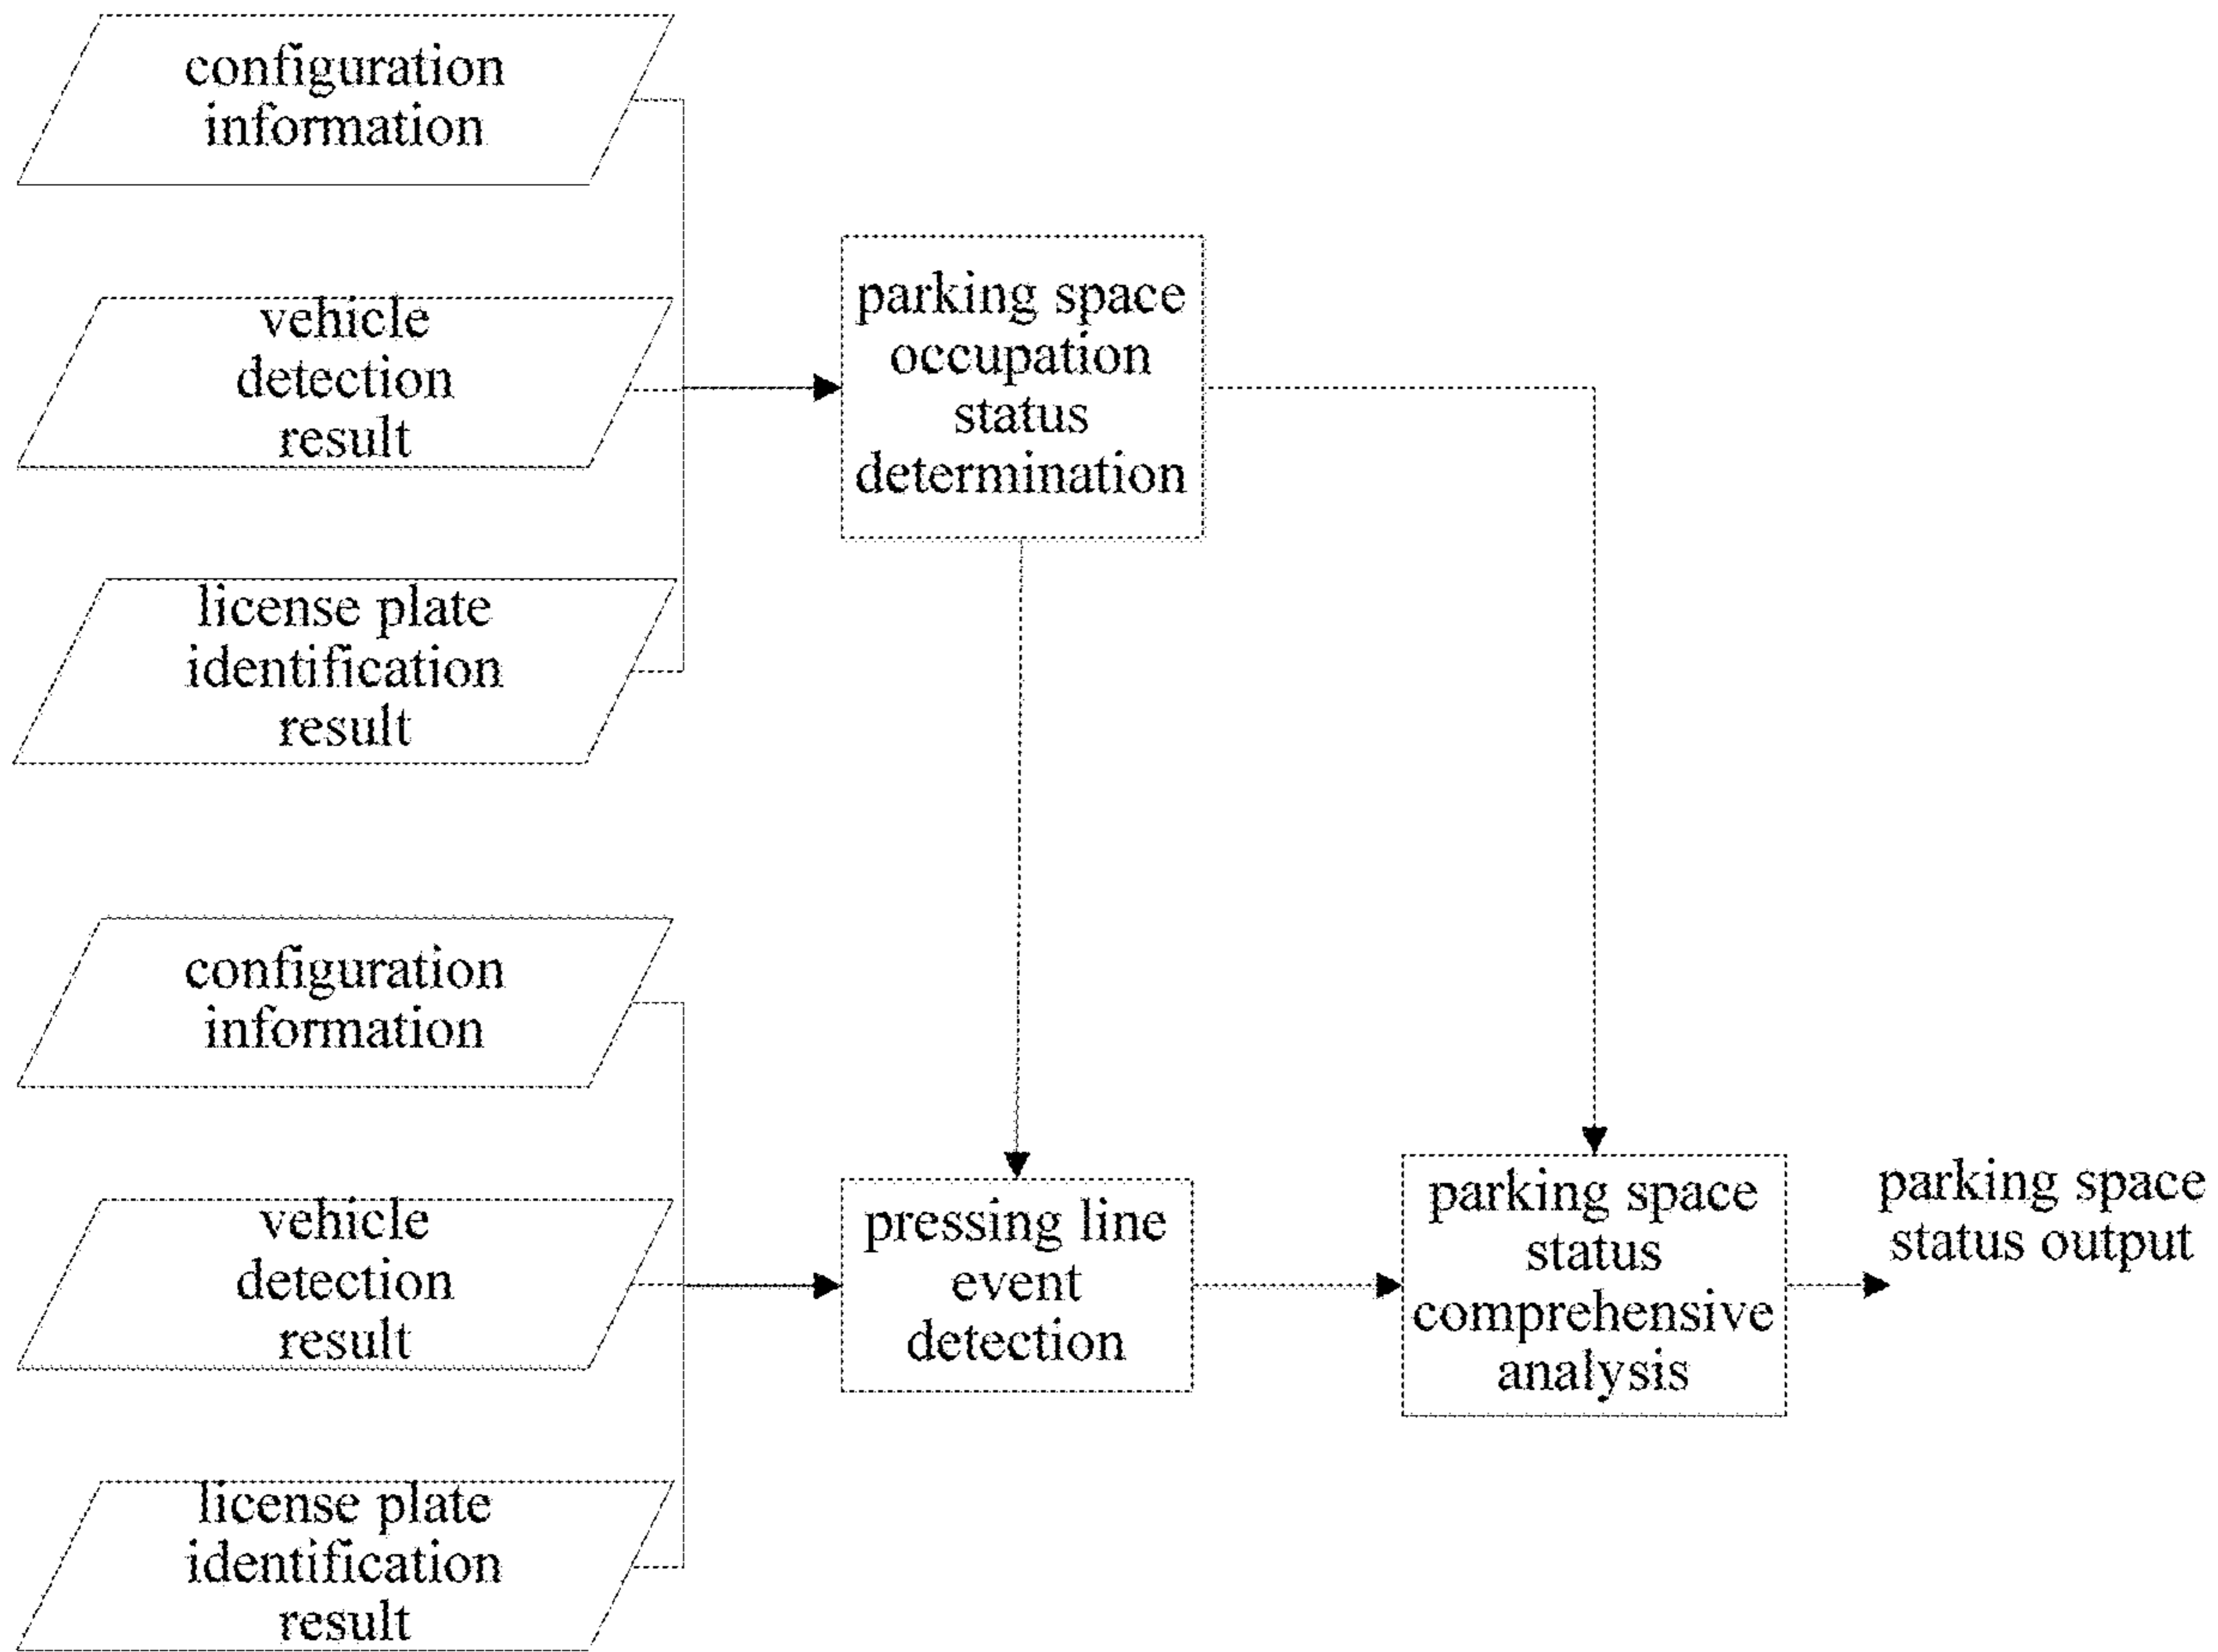 configuration
information
vehicle
detection
result
license plate
identification
result
parking space
occupation
status
determination
configuration
information
vehicle
detection
result
license plate
identification
result
pressing line
event
detection
parking space
status
comprehensive
analysis
parking space
status output